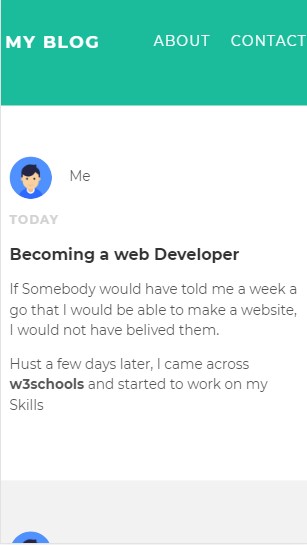 MY BLOG ABOUT CONTACT
Me
TODAY
Becoming a web Developer
If Somebody would have told me a week a
go that I would be able to make a website,
I would not have belived them.
Hust a few days later, I came across
w3schools and started to work on my
Skills